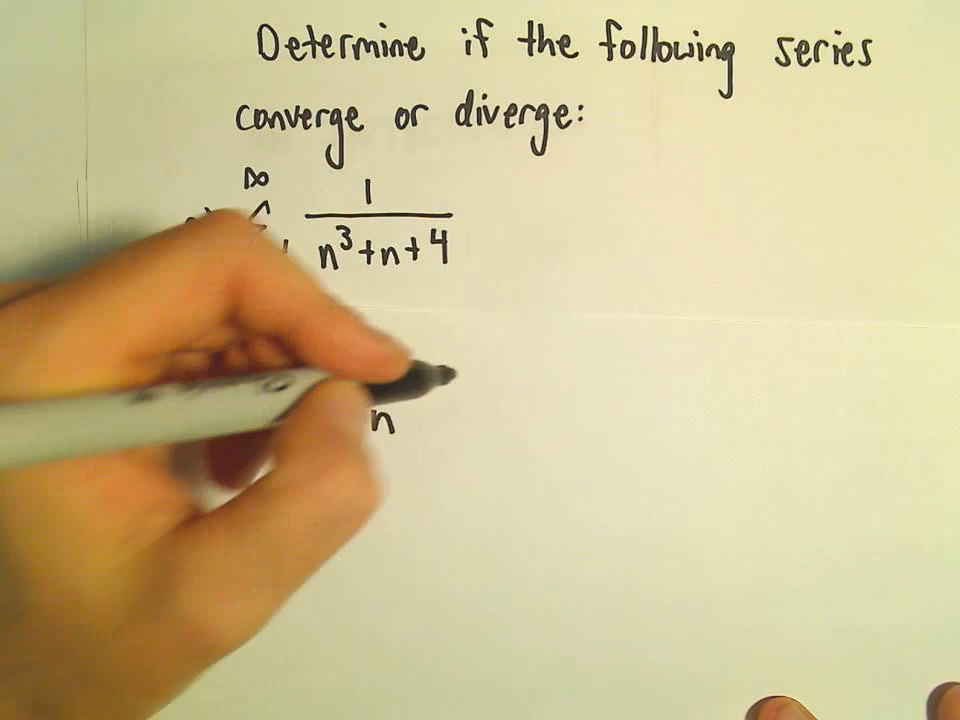 Determine if the following series
converge or diverge:
∞
1
n³+n+4
n